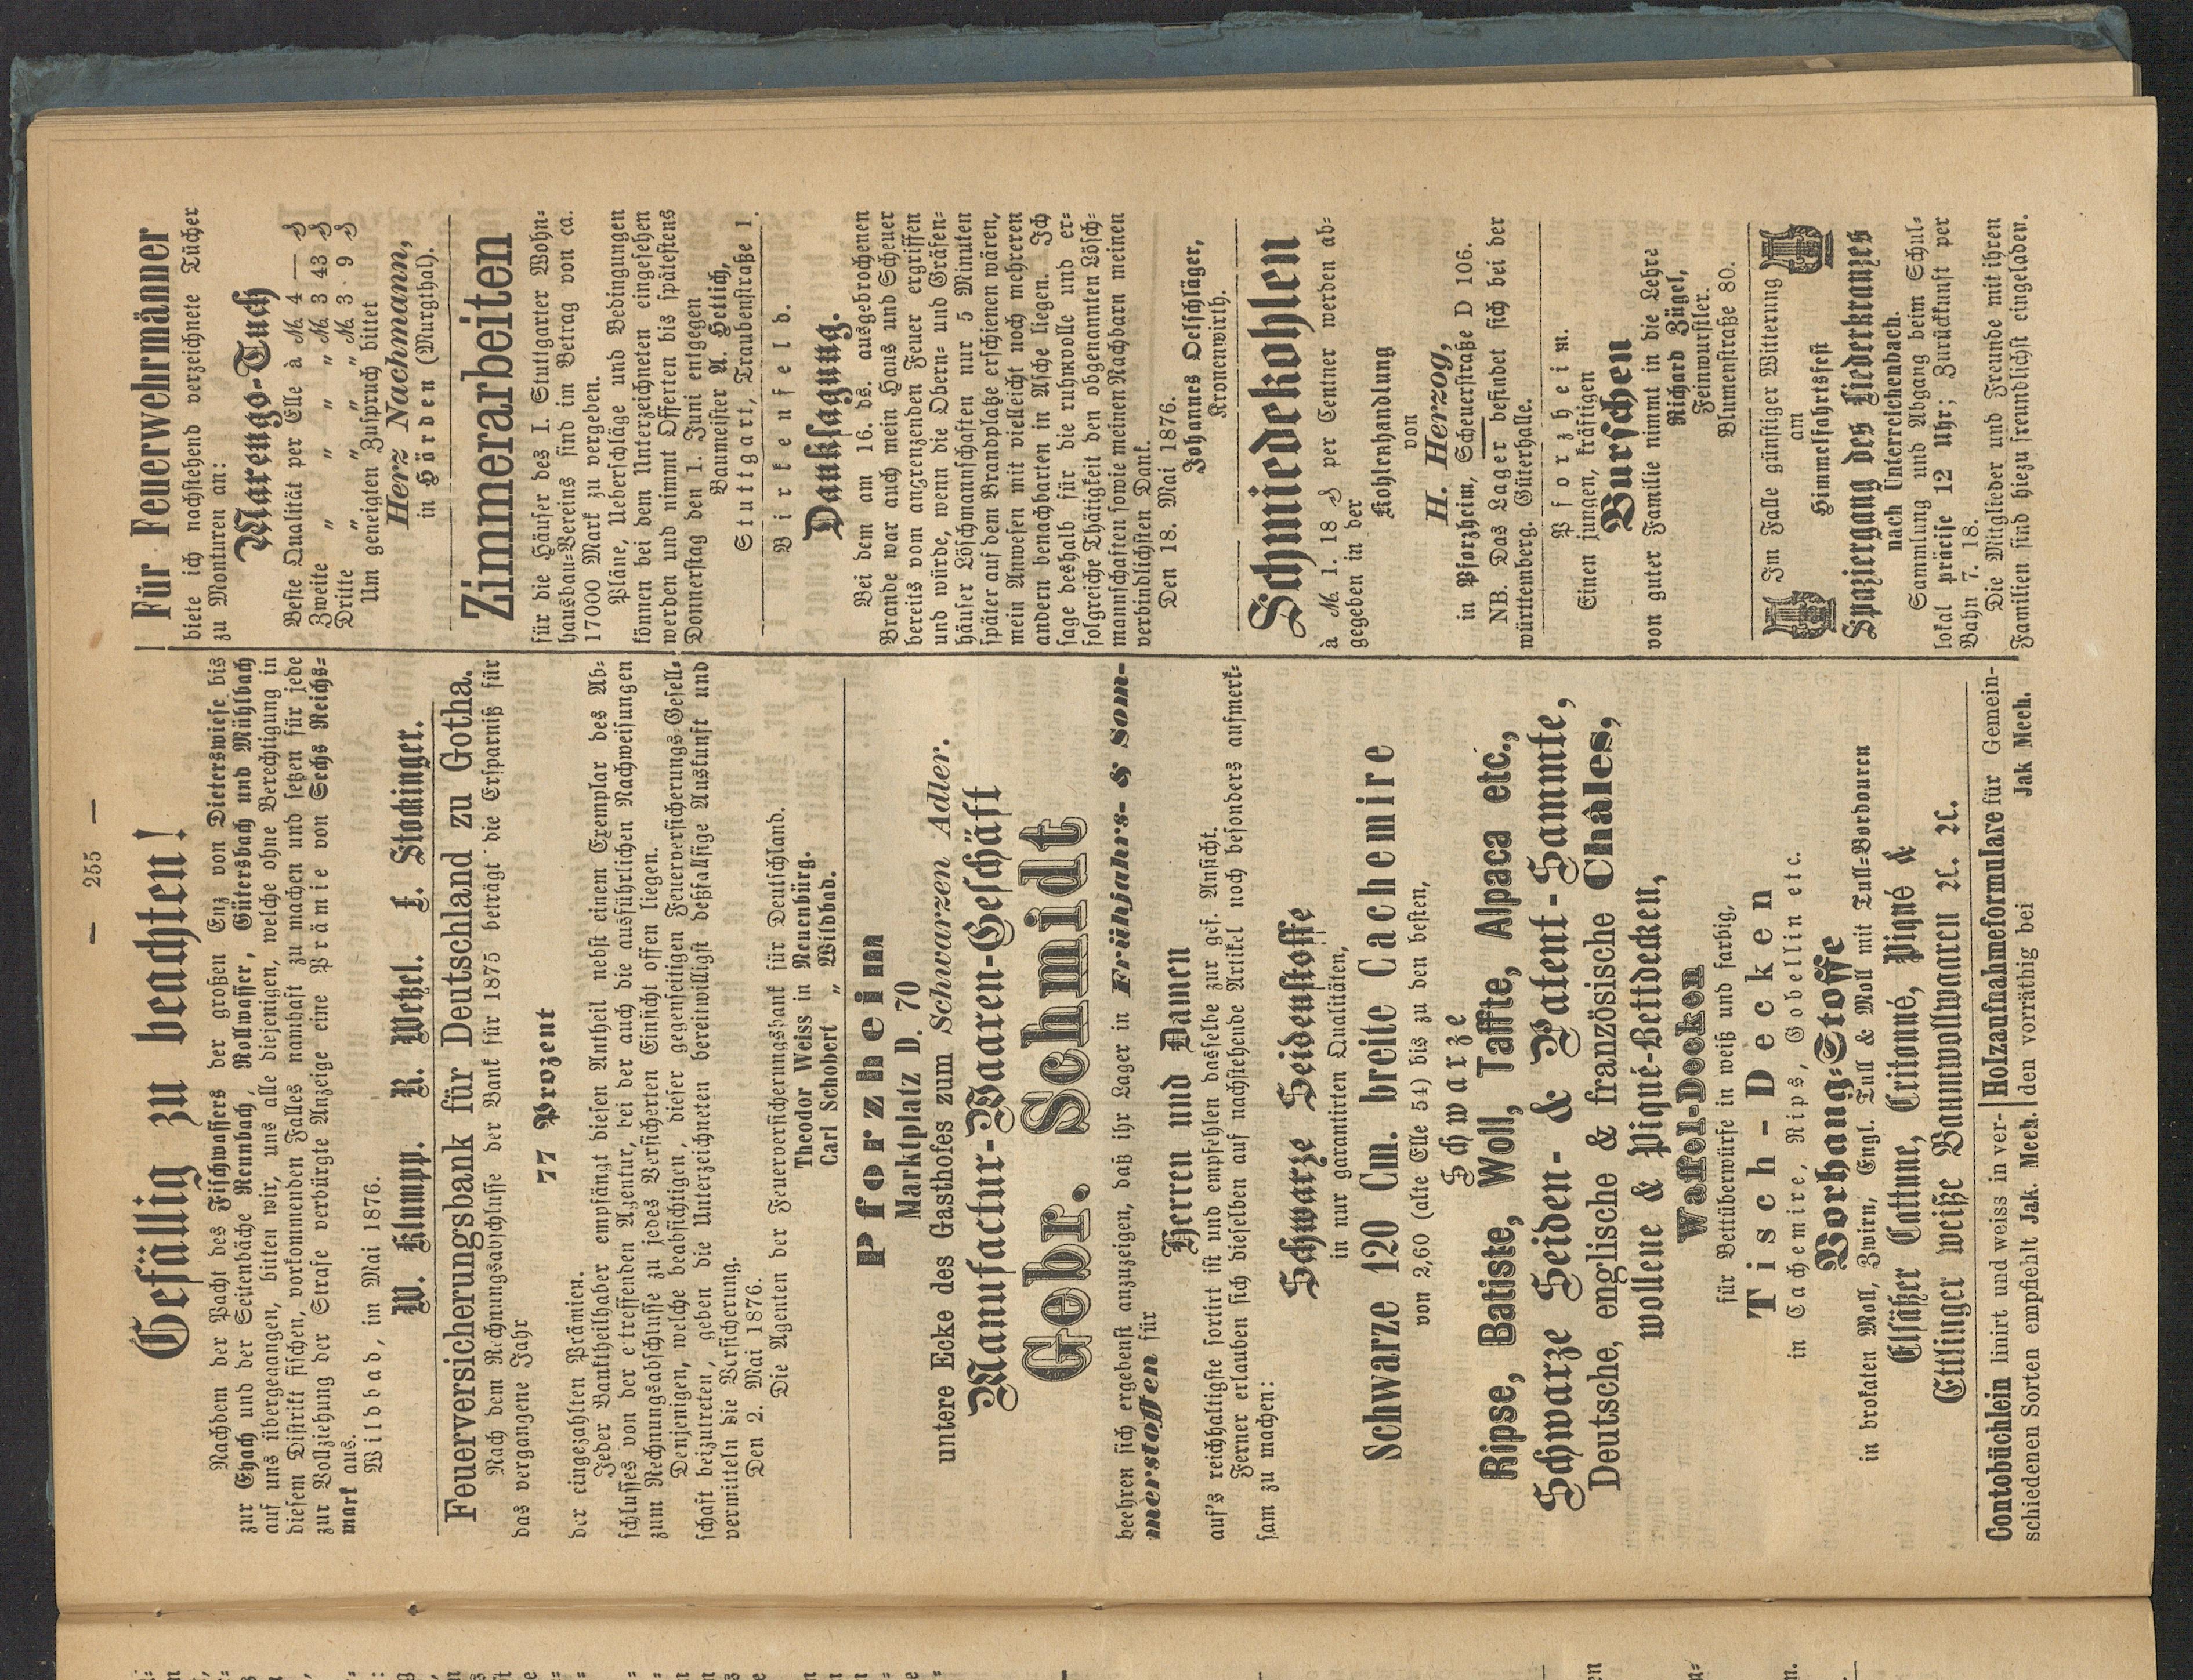 — 255 —
Gefällig zu beachten!
Nachdem der Pacht des Fischwassers der großen Enz von Dieterswiese bis
zur Eyach und der Seitenbäche Rennbach, Rollwasser, Gütersbach und Mühlbach
auf uns übergegangen, bitten wir, uns alle diejenigen, welche ohne Berechtigung in
diesem Distrikt fischen, vorkommenden Falles namhaft zu machen und setzen für jede
zur Vollziehung der Strafe verbürgte Anzeige eine Prämie von Sechs Reichs-
mark aus.
Wildbad, im Mai 1876.
W. Klumpp. R. Wetzel. L. Stockinger.
Feuerversicherungsbank für Deutschland zu Gotha.
Nach dem Rechnungsabschlusse der Bank für 1875 beträgt die Ersparniß für
das vergangene Jahr
77 Prozent
der eingezahlten Prämien.
Jeder Banktheilhaber empfängt diesen Antheil nebst einem Exemplar des Ab-
schlusses von der betreffenden Agentur, bei der auch die ausführlichen Nachweisungen
zum Rechnungsabschlusse zu jedes Versicherten Einsicht offen liegen.
Denjenigen, welche beabsichtigen, dieser gegenseitigen Feuerversicherungs-Gesell-
schaft beizutreten, geben die Unterzeichneten bereitwilligst deßfallsige Auskunft und
vermitteln die Versicherung.
Den 2. Mai 1876.
Die Agenten der Feuerversicherungsbank für Deutschland.
Theodor Weiss in Neuenbürg.
Carl Schobert „ Wildbad.
Pforzheim
Marktplatz D. 70
untere Ecke des Gasthofes zum Schwarzen Adler.
Manufactur-Waaren-Geschäft
Gebr. Schmidt
beehren sich ergebenst anzuzeigen, daß ihr Lager in Frühjahrs- & Som-
merstoffen für
Herren und Damen
auf's reichhaltigste sortirt ist und empfehlen dasselbe zur gef. Ansicht.
Ferner erlauben sich dieselben auf nachstehende Artikel noch besonders aufmerk-
sam zu machen:
Schwarze Seidenstoffe
in nur garantirten Qualitäten,
Schwarze 120 Cm. breite Cachemire
von 2,60 (alte Elle 54) bis zu den besten,
Schwarze
Ripse, Batiste, Woll, Taffte, Alpaca etc.,
Schwarze Seiden- & Patent-Sammte,
Deutsche, englische & französische Châles,
wollene & Piqué-Bettdecken,
Waffel-Decken
für Bettüberwürfe in weiß und farbig,
Tisch-Decken
in Cachemire, Rips, Gobellin etc.
Vorhang-Stoffe
in brokaten Moll, Zwirn, Engl. Tull & Moll mit Tull-Bordouren
Elsäßer Cattune, Critonné, Piqué &
Ettlinger weiße Baumwollwaaren ꝛc. ꝛc.
Contobüchlein linirt und weiss in ver-
schiedenen Sorten empfiehlt Jak. Meeh.
Holzaufnahmeformulare für Gemein-
den vorräthig bei Jak Meeh.
Für Feuerwehrmänner
biete ich nachstehend verzeichnete Tücher
zu Monturen an:
Marengo-Tuch
Beste Qualität per Elle à M. 4 — ₰
Zweite „ „ „ „ M. 3 43 ₰
Dritte „ „ „ „ M. 3 9 ₰
Um geneigten Zuspruch bittet
Herz Nachmann,
in Hörden (Murgthal).
Zimmerarbeiten
für die Häuser des I. Stuttgarter Wohn-
hausbau-Vereins sind im Betrag von ca.
17000 Mark zu vergeben.
Pläne, Ueberschläge und Bedingungen
können bei dem Unterzeichneten eingesehen
werden und nimmt Offerten bis spätestens
Donnerstag den 1. Juni entgegen
Baumeister A. Hettich,
Stuttgart, Traubenstraße 1.
Birkenfeld.
Danksagung.
Bei dem am 16. ds. ausgebrochenen
Brande war auch mein Haus und Scheuer
bereits vom angrenzenden Feuer ergriffen
und würde, wenn die Obern- und Gräfen-
häuser Löschmannschaften nur 5 Minuten
später auf dem Brandplatze erschienen wären,
mein Anwesen mit vielleicht noch mehreren
andern benachbarten in Asche liegen. Ich
sage deshalb für die ruhmvolle und er-
folgreiche Thätigkeit den obgenannten Lösch-
mannschaften sowie meinen Nachbarn meinen
verbindlichsten Dank.
Den 18. Mai 1876.
Johannes Oelschläger,
Kronenwirth.
Schmiedekohlen
à M. 1. 18 ₰ per Centner werden ab-
gegeben in der
Kohlenhandlung
von
H. Herzog,
in Pforzheim, Scheuerstraße D 106.
NB. Das Lager befindet sich bei der
württemberg. Güterhalle.
Pforzheim.
Einen jungen, kräftigen
Burschen
von guter Familie nimmt in die Lehre
Richard Zügel,
Feinwurstler.
Blumenstraße 80.
Im Falle günstiger Witterung
am
Himmelfahrtsfest
Spaziergang des Liederkranzes
nach Unterreichenbach.
Sammlung und Abgang beim Schul-
lokal präcise 12 Uhr; Zurückunft per
Bahn 7. 18.
Die Mitglieder und Freunde mit ihren
Familien sind hiezu freundlichst eingeladen.